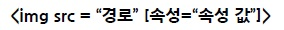 <img src = “경로” [속성=“속성 값”]>